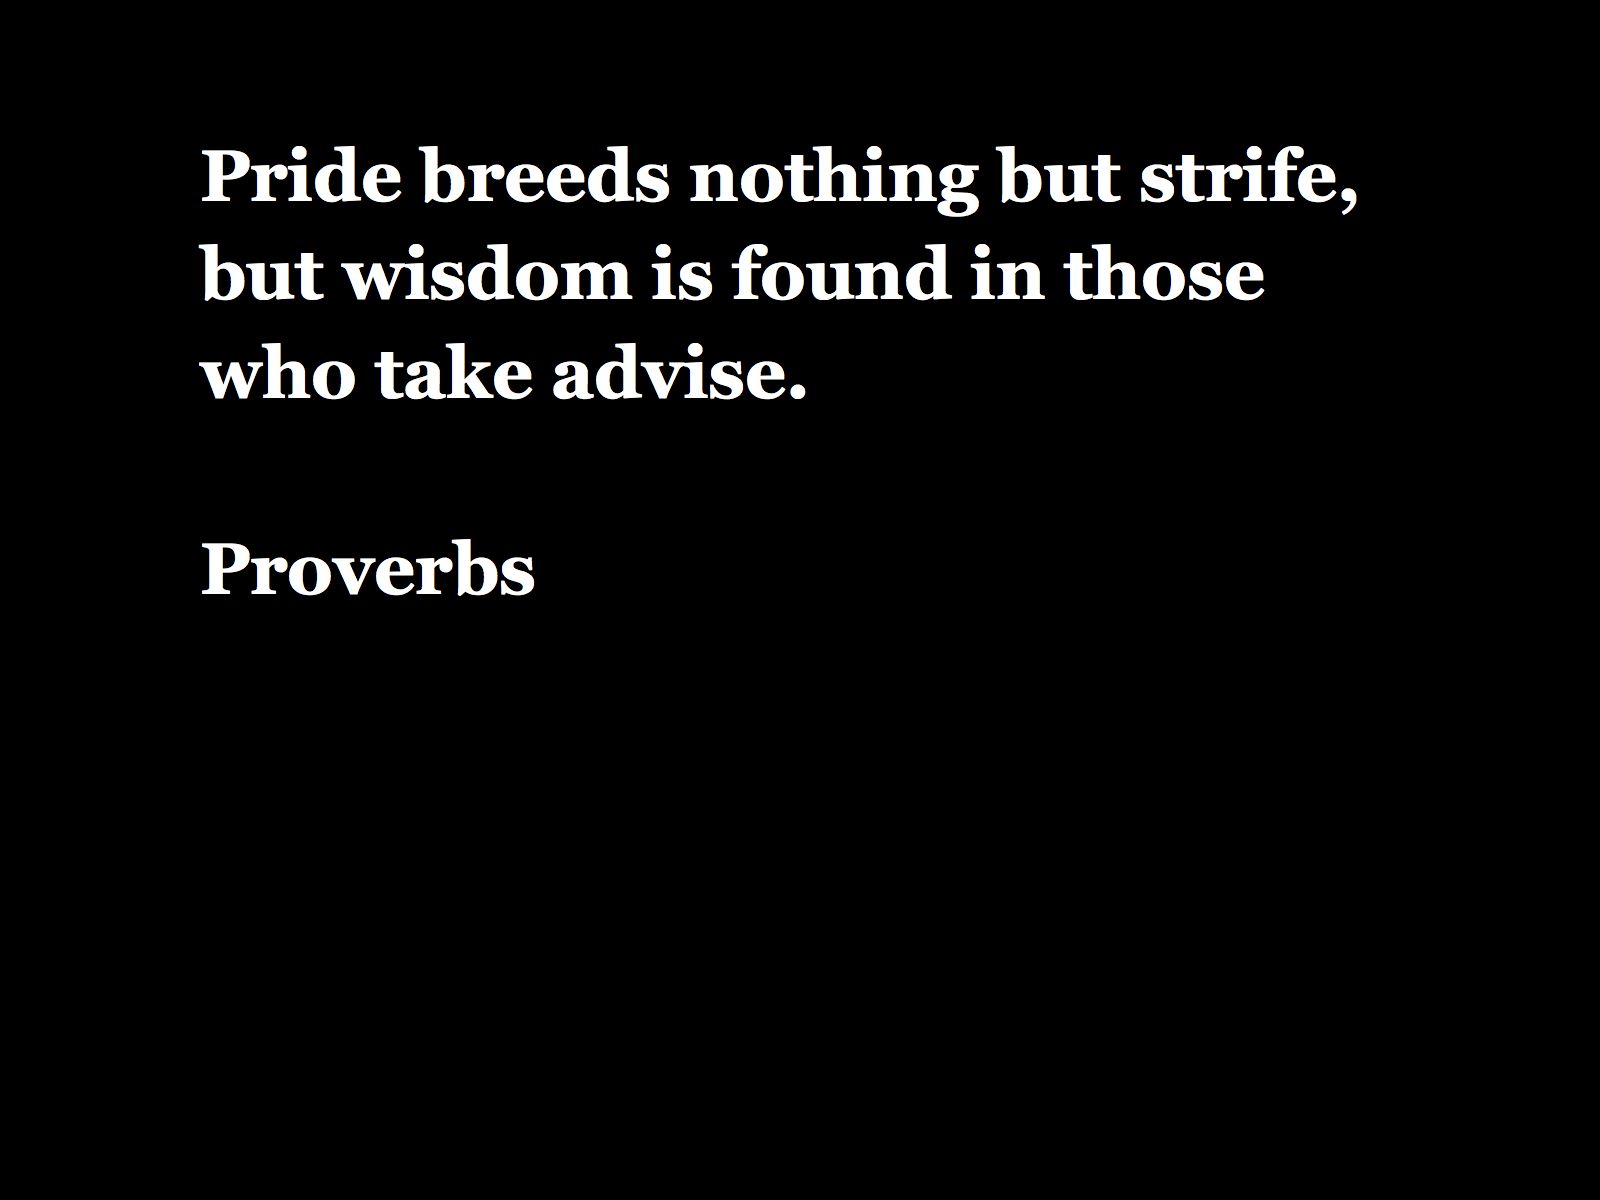 Pride breeds nothing but strife,
but wisdom is found in those
who take advise.
Proverbs